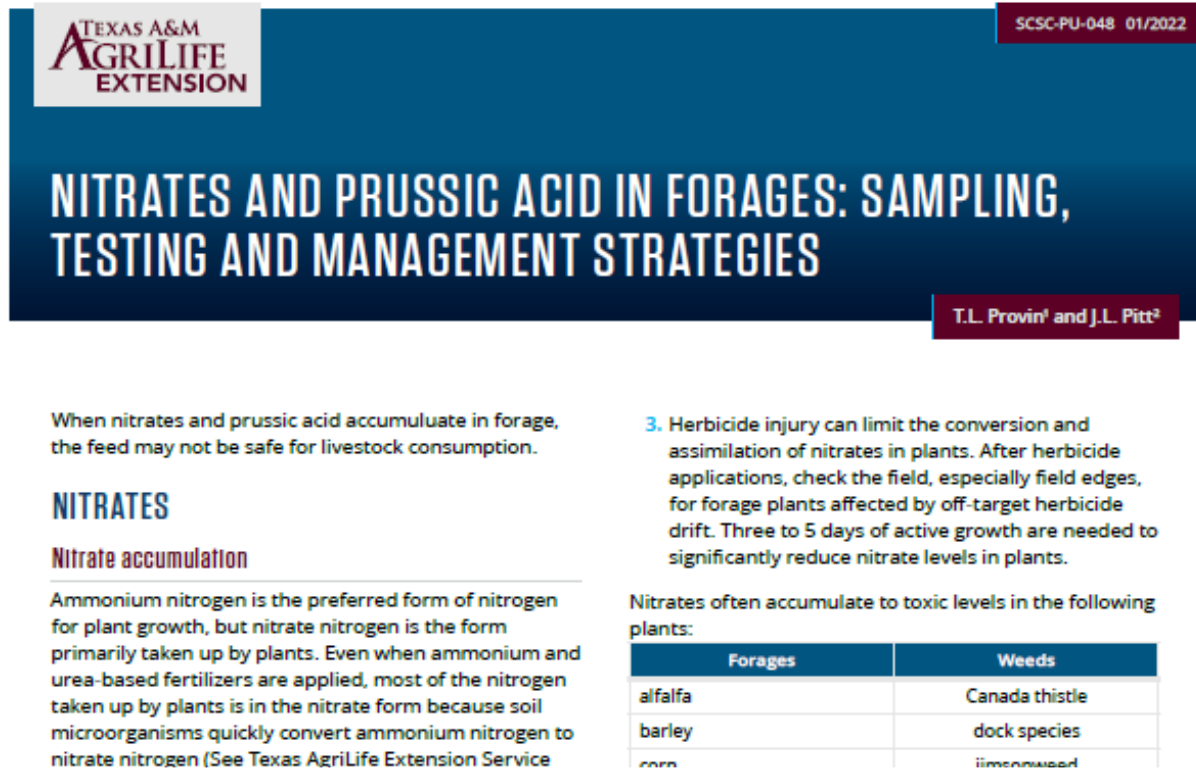 TEXAS A&M
AGRILIFE
EXTENSION
SCSC-PU-048 01/2022
NITRATES AND PRUSSIC ACID IN FORAGES: SAMPLING,
TESTING AND MANAGEMENT STRATEGIES
T.L. Provin¹ and J.L. Pitt²
When nitrates and prussic acid accumuluate in forage,
the feed may not be safe for livestock consumption.
NITRATES
Nitrate accumulation
Ammonium nitrogen is the preferred form of nitrogen
for plant growth, but nitrate nitrogen is the form
primarily taken up by plants. Even when ammonium and
urea-based fertilizers are applied, most of the nitrogen
taken up by plants is in the nitrate form because soil
microorganisms quickly convert ammonium nitrogen to
nitrate nitrogen (See Texas AgriLife Extension Service
3. Herbicide injury can limit the conversion and
assimilation of nitrates in plants. After herbicide
applications, check the field, especially field edges,
for forage plants affected by off-target herbicide
drift. Three to 5 days of active growth are needed to
significantly reduce nitrate levels in plants.
Nitrates often accumulate to toxic levels in the following
plants:
Forages Weeds
alfalfa Canada thistle
barley dock species
corn jimsonweed